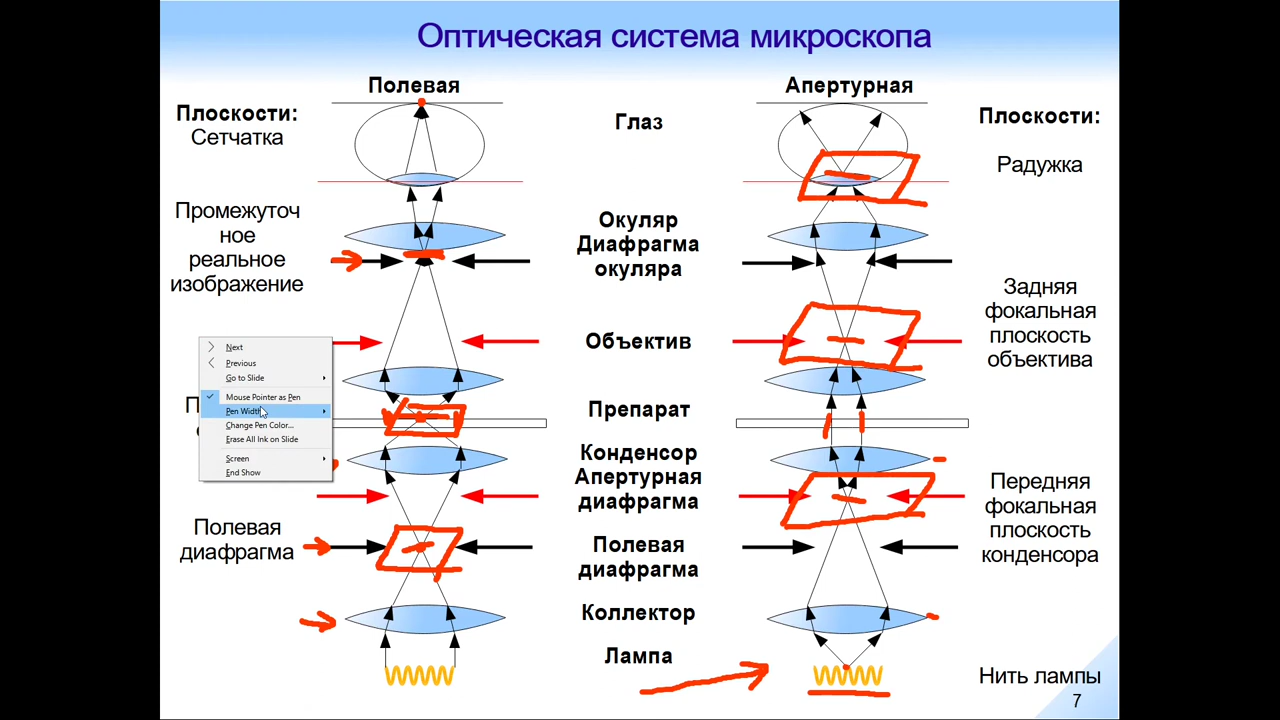 Оптическая система микроскопа
Полевая
Апертурная
Плоскости:
Сетчатка
Промежуточ
ное
реальное
изображение
Полевая
диафрагма
Глаз
Окуляр
Диафрагма
окуляра
Объектив
Препарат
Конденсор
Апертурная
диафрагма
Полевая
диафрагма
Коллектор
Лампа
Плоскости:
Радужка
Задняя
фокальная
плоскость
объектива
Передняя
фокальная
плоскость
конденсора
Нить лампы
7
Next
Previous
Go to Slide
Mouse Pointer as Pen
Pen Width
Change Pen Color...
Erase All Ink on Slide
Screen
End Show